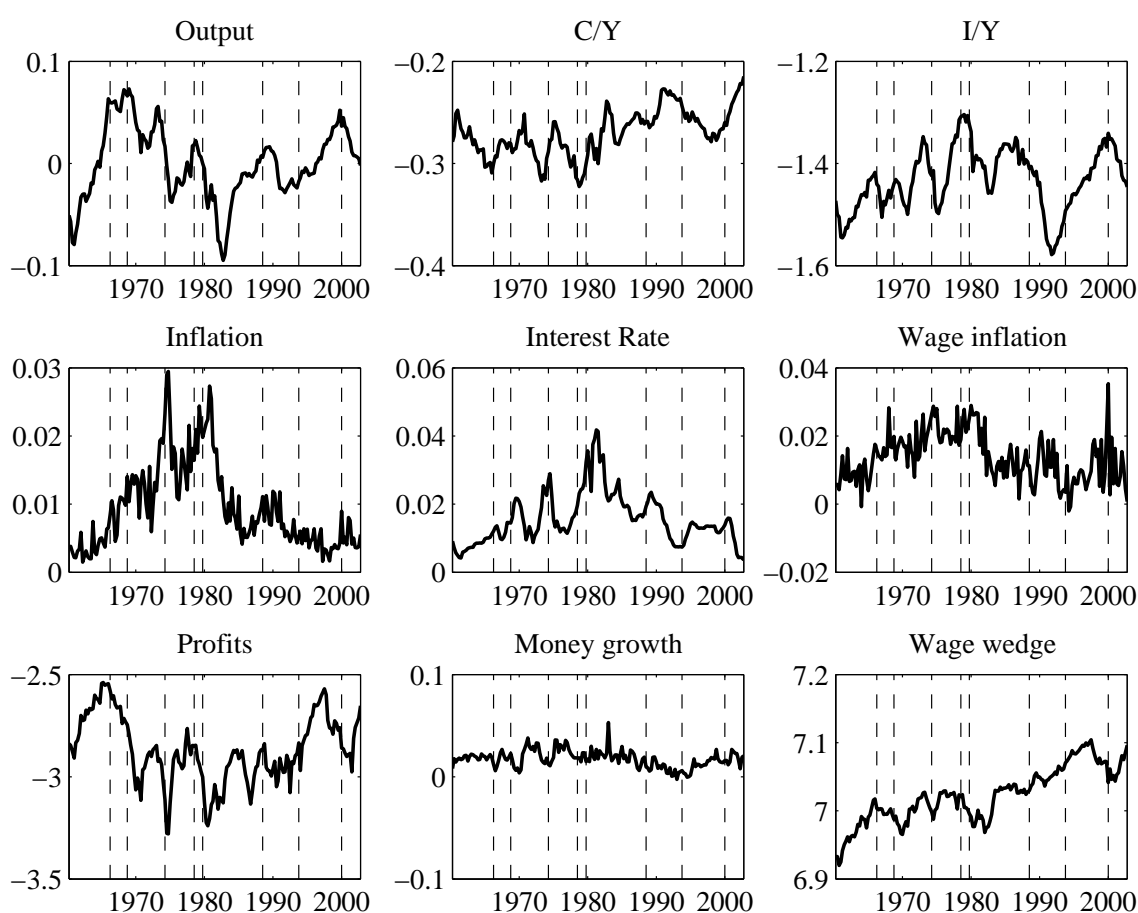 Output C/Y I/Y
0.1 −0.2 −1.2
0 −0.3 −1.4
−0.1 −0.4 −1.6
1970 1980 1990 2000 1970 1980 1990 2000 1970 1980 1990 2000
Inflation Interest Rate Wage inflation
0.03 0.06 0.04
0.02 0.04 0.02
0.01 0.02 0
0 0 −0.02
1970 1980 1990 2000 1970 1980 1990 2000 1970 1980 1990 2000
Profits Money growth Wage wedge
−2.5 0.1 7.2
7.1
−3 0 7
−3.5 −0.1 6.9
1970 1980 1990 2000 1970 1980 1990 2000 1970 1980 1990 2000